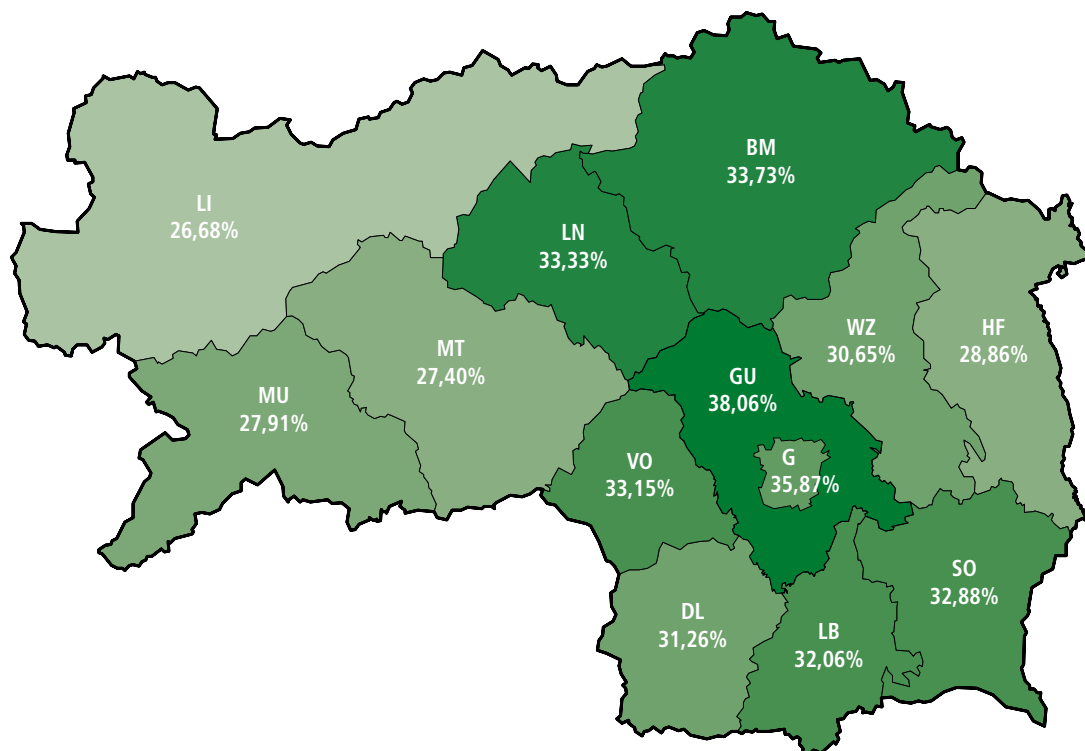 BM
33,73%
LI
26,68%
LN
33,33%
WZ
30,65%
HF
28,86%
MT
27,40%
GU
38,06%
MU
27,91%
VO
33,15%
G
35,87%
SO
32,88%
DL
31,26%
LB
32,06%